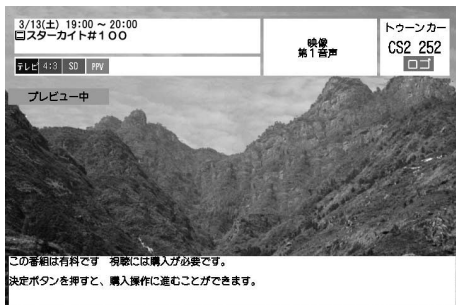 3/13(土) 19:00 ~ 20:00
スターカイト#100
テレビ 4:3 SD PPV
映像
第1音声
トゥーンカー
CS2 252
ロゴ
プレビュー中
この番組は有料です 視聴には購入が必要です。
決定ボタンを押すと、購入操作に進むことができます。